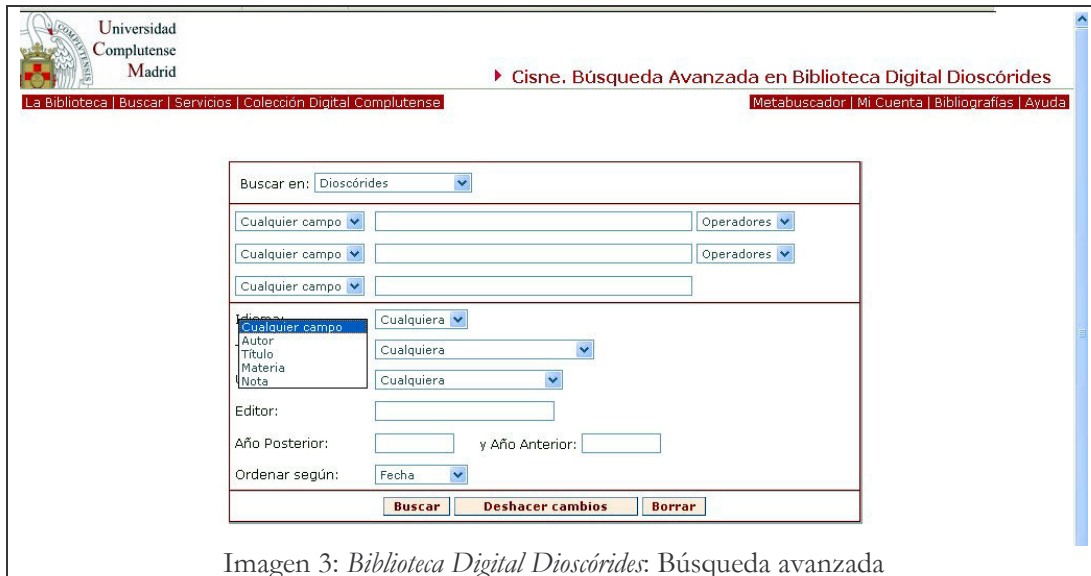 Universidad
Complutense
Madrid
Cisne. Búsqueda Avanzada en Biblioteca Digital Dioscórides
La Biblioteca | Buscar | Servicios | Colección Digital Complutense
Metabuscador | Mi Cuenta | Bibliografías | Ayuda
Buscar en: Dioscórides
Cualquier campo Operadores
Cualquier campo Operadores
Cualquier campo
Idioma: Cualquiera
Cualquier campo
Autor
Título
Materia
Nota
Cualquiera
Cualquiera
Editor:
Año Posterior: y Año Anterior:
Ordenar según: Fecha
Buscar Deshacer cambios Borrar
Imagen 3: Biblioteca Digital Dioscórides: Búsqueda avanzada